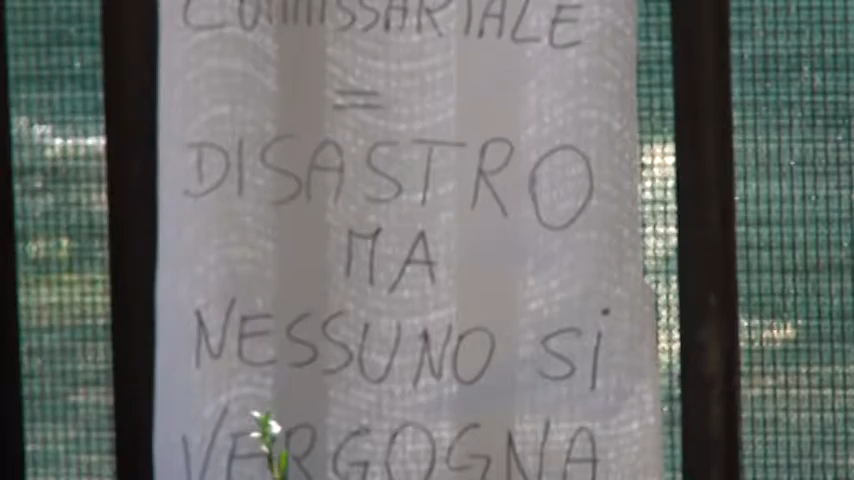 COMMISSARIALE
=
DISASTRO
MA
NESSUNO Si
VERGOGNA